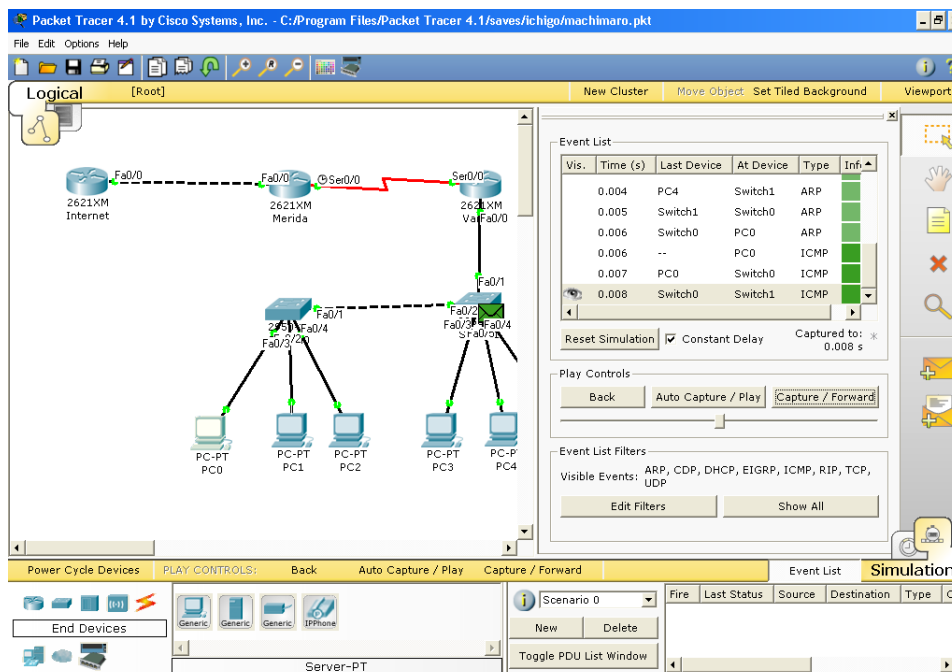 Packet Tracer 4.1 by Cisco Systems, Inc. - C:/Program Files/Packet Tracer 4.1/saves/ichigo/machimaro.pkt
File Edit Options Help
Logical [Root] New Cluster Move Object Set Tiled Background Viewport
Event List
Vis. Time (s) Last Device At Device Type Inf
0.004 PC4 Switch1 ARP
0.005 Switch1 Switch0 ARP
0.006 Switch0 PC0 ARP
0.006 -- PC0 ICMP
0.007 PC0 Switch0 ICMP
0.008 Switch0 Switch1 ICMP
Reset Simulation Constant Delay Captured to: *
0.008 s
Play Controls
Back Auto Capture / Play Capture / Forward
Event List Filters
Visible Events: ARP, CDP, DHCP, EIGRP, ICMP, RIP, TCP,
UDP
Edit Filters Show All
Fa0/0 Fa0/0 Ser0/0 Ser0/0
2621XM 2621XM 2621XM
Internet Merida Va Fa0/0
Fa0/1
Fa0/1 Fa0/2
Fa0/4 Fa0/3 Fa0/4
Fa0/3
PC-PT PC-PT PC-PT PC-PT PC-P
PC0 PC1 PC2 PC3 PC4
Power Cycle Devices PLAY CONTROLS: Back Auto Capture / Play Capture / Forward Event List Simulation
End Devices
Generic Generic Generic IPPhone
Server-PT
Scenario 0
New Delete
Toggle PDU List Window
Fire Last Status Source Destination Type C